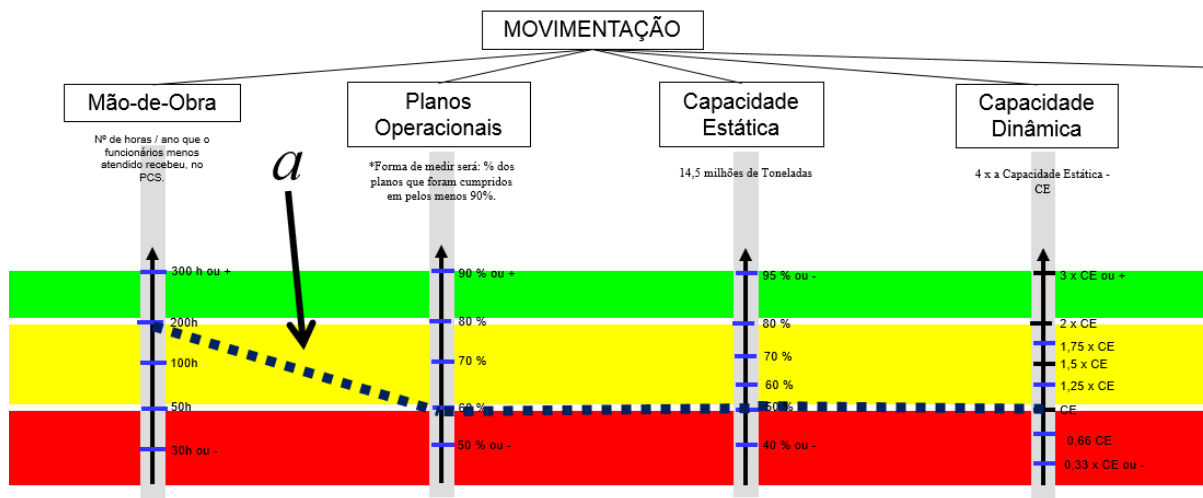 MOVIMENTAÇÃO
Mão-de-Obra
Nº de horas / ano que o
funcionários menos
atendido recebeu, no
PCS.
300 h ou +
200h
100h
50h
30h ou -
a
Planos
Operacionais
*Forma de medir será: % dos
planos que foram cumpridos
em pelos menos 90%.
90 % ou +
80 %
70 %
60 %
50 % ou -
Capacidade
Estática
14,5 milhões de Toneladas
95 % ou -
80 %
70 %
60 %
50 %
40 % ou -
Capacidade
Dinâmica
4 x a Capacidade Estática -
CE
3 x CE ou +
2 x CE
1,75 x CE
1,5 x CE
1,25 x CE
CE
0,66 CE
0,33 x CE ou -